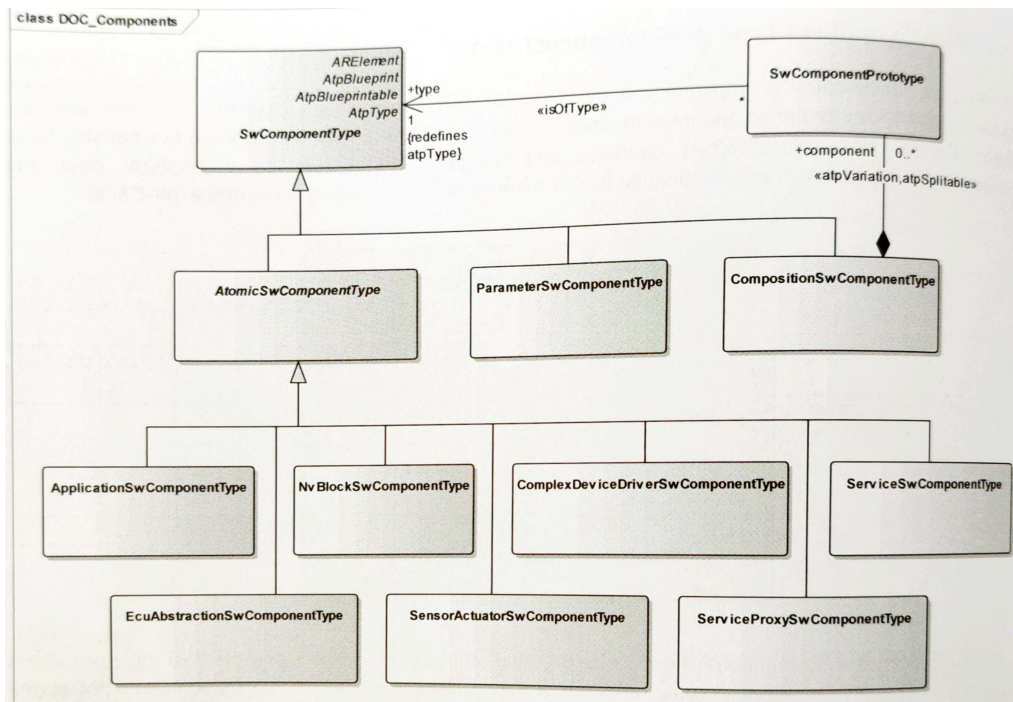 class DOC_Components
ARElement
AtpBlueprint
AtpBlueprintable
AtpType
SwComponentType
+type
1
{redefines
atpType}
«isOfType»
*
SwComponentPrototype
+component 0..*
«atpVariation,atpSplitable»
AtomicSwComponentType
ParameterSwComponentType
CompositionSwComponentType
ApplicationSwComponentType
NvBlockSwComponentType
ComplexDeviceDriverSwComponentType
ServiceSwComponentType
EcuAbstractionSwComponentType
SensorActuatorSwComponentType
ServiceProxySwComponentType